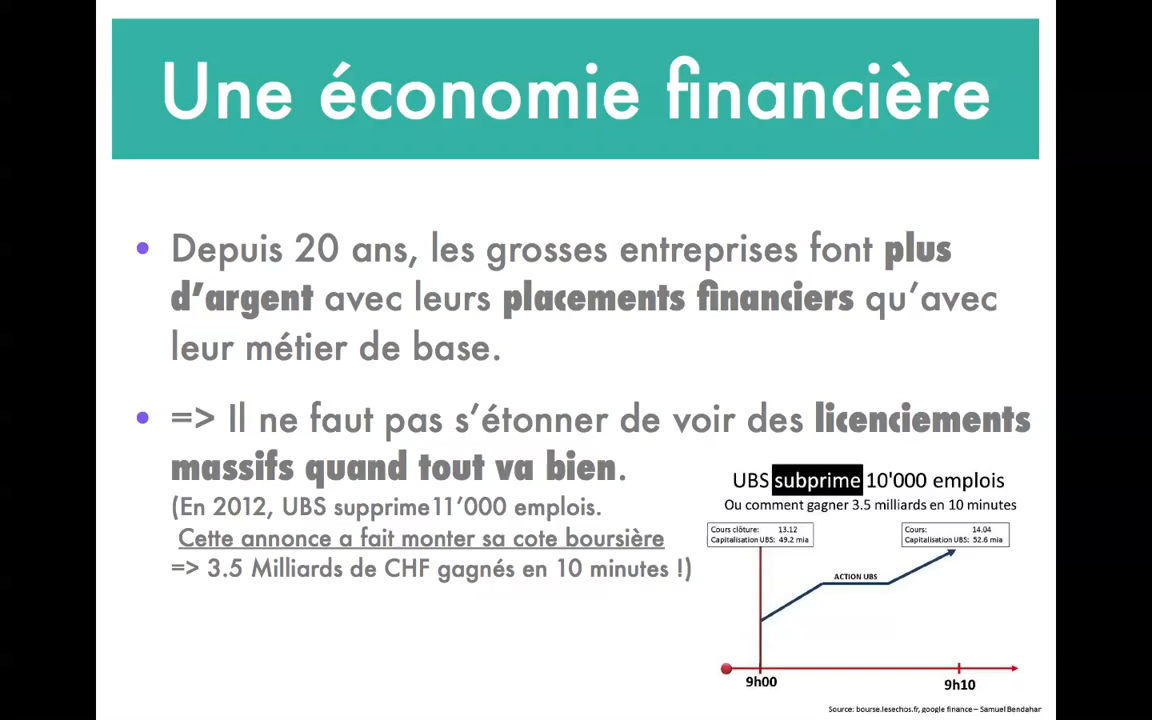 Une économie financière
• Depuis 20 ans, les grosses entreprises font plus
d’argent avec leurs placements financiers qu’avec
leur métier de base.
• => Il ne faut pas s’étonner de voir des licenciements
massifs quand tout va bien.
(En 2012, UBS supprime11’000 emplois.
Cette annonce a fait monter sa cote boursière
=> 3.5 Milliards de CHF gagnés en 10 minutes !)
UBS subprime 10'000 emplois
Ou comment gagner 3.5 milliards en 10 minutes
Cours clôture: 13.12
Capitalisation UBS: 49.2 mia
Cours: 14.04
Capitalisation UBS: 52.6 mia
ACTION UBS
9h00
9h10
Source: bourse.lesechos.fr, google finance – Samuel Bendahar